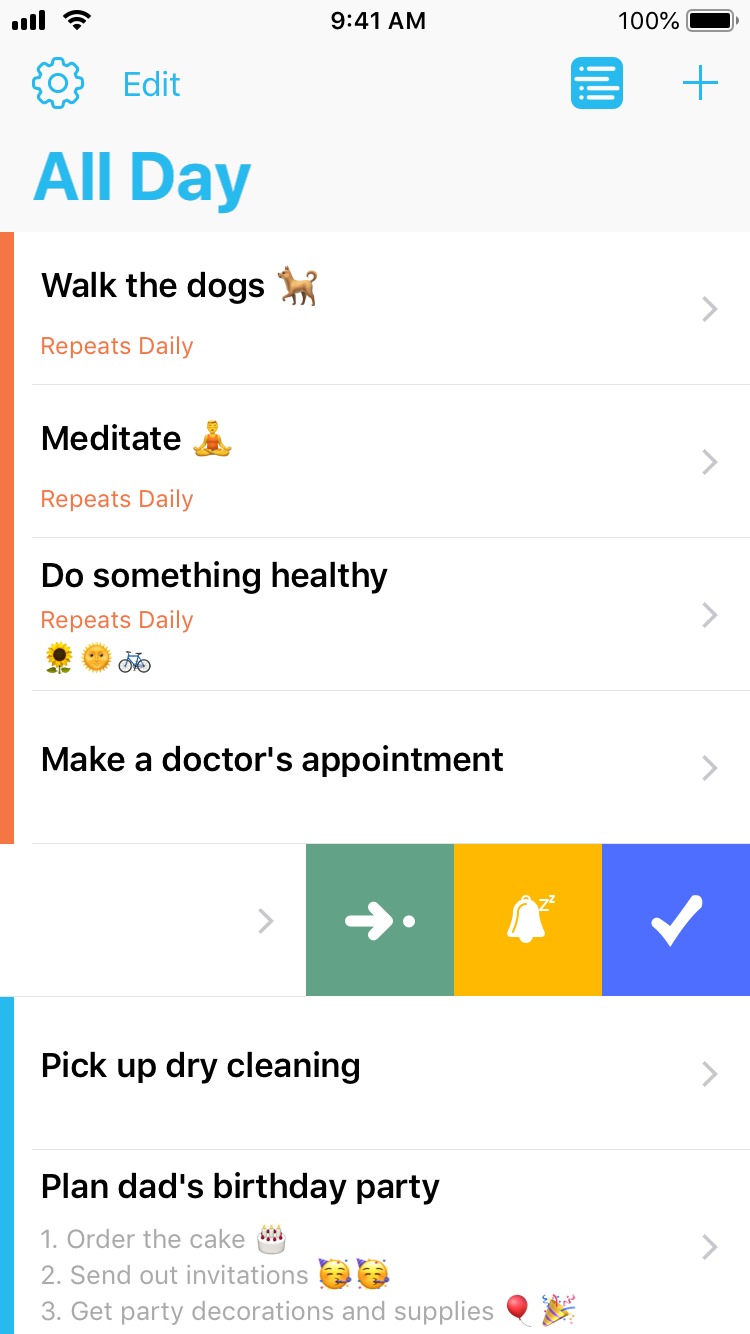 9:41 AM
100%
Edit
All Day
Walk the dogs 🐕
Repeats Daily
Meditate 🧘‍♂️
Repeats Daily
Do something healthy
Repeats Daily
🌻🌞🚲
Make a doctor's appointment
zz
Pick up dry cleaning
Plan dad's birthday party
1. Order the cake 🎂
2. Send out invitations 🥳🥳
3. Get party decorations and supplies 🎈🎉